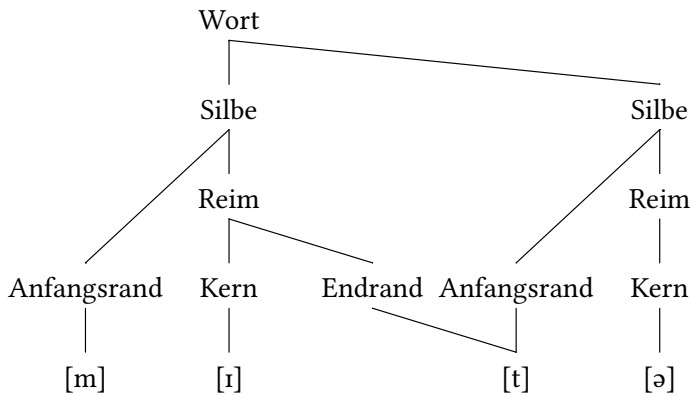 Wort
Silbe Silbe
Reim Reim
Anfangsrand Kern Endrand Anfangsrand Kern
[m] [ɪ] [t] [ə]